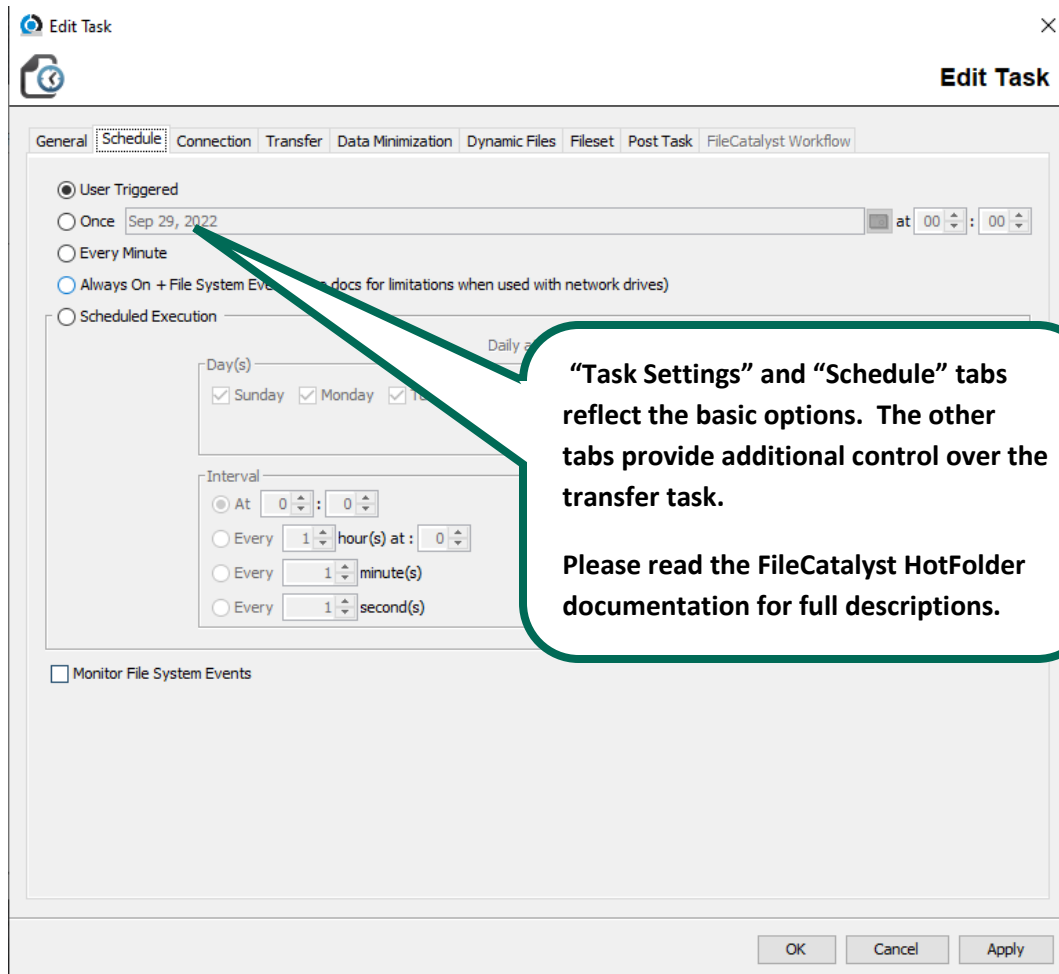 Edit Task
Edit Task
General Schedule Connection Transfer Data Minimization Dynamic Files Fileset Post Task FileCatalyst Workflow
User Triggered
Once Sep 29, 2022 at 00 : 00
Every Minute
Always On + File System docs for limitations when used with network drives)
Scheduled Execution
Daily
Day(s)
Sunday Monday
Interval
At 0 : 0
Every 1 hour(s) at : 0
Every 1 minute(s)
Every 1 second(s)
Monitor File System Events
“Task Settings” and “Schedule” tabs
reflect the basic options. The other
tabs provide additional control over the
transfer task.
Please read the FileCatalyst HotFolder
documentation for full descriptions.
OK Cancel Apply